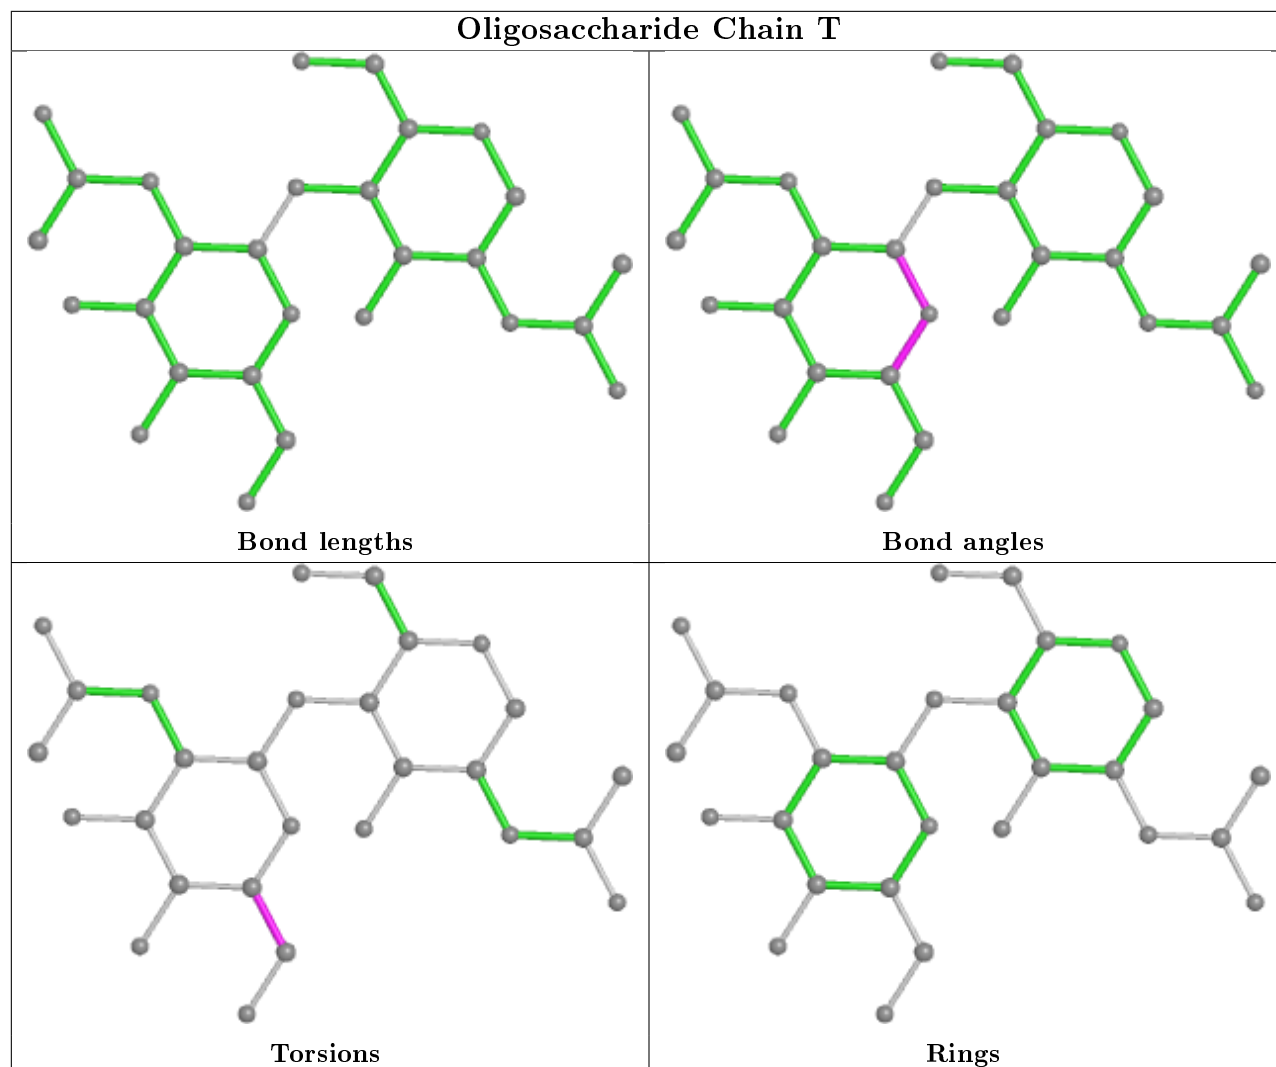 Oligosaccharide Chain T
Bond lengths
Bond angles
Torsions
Rings